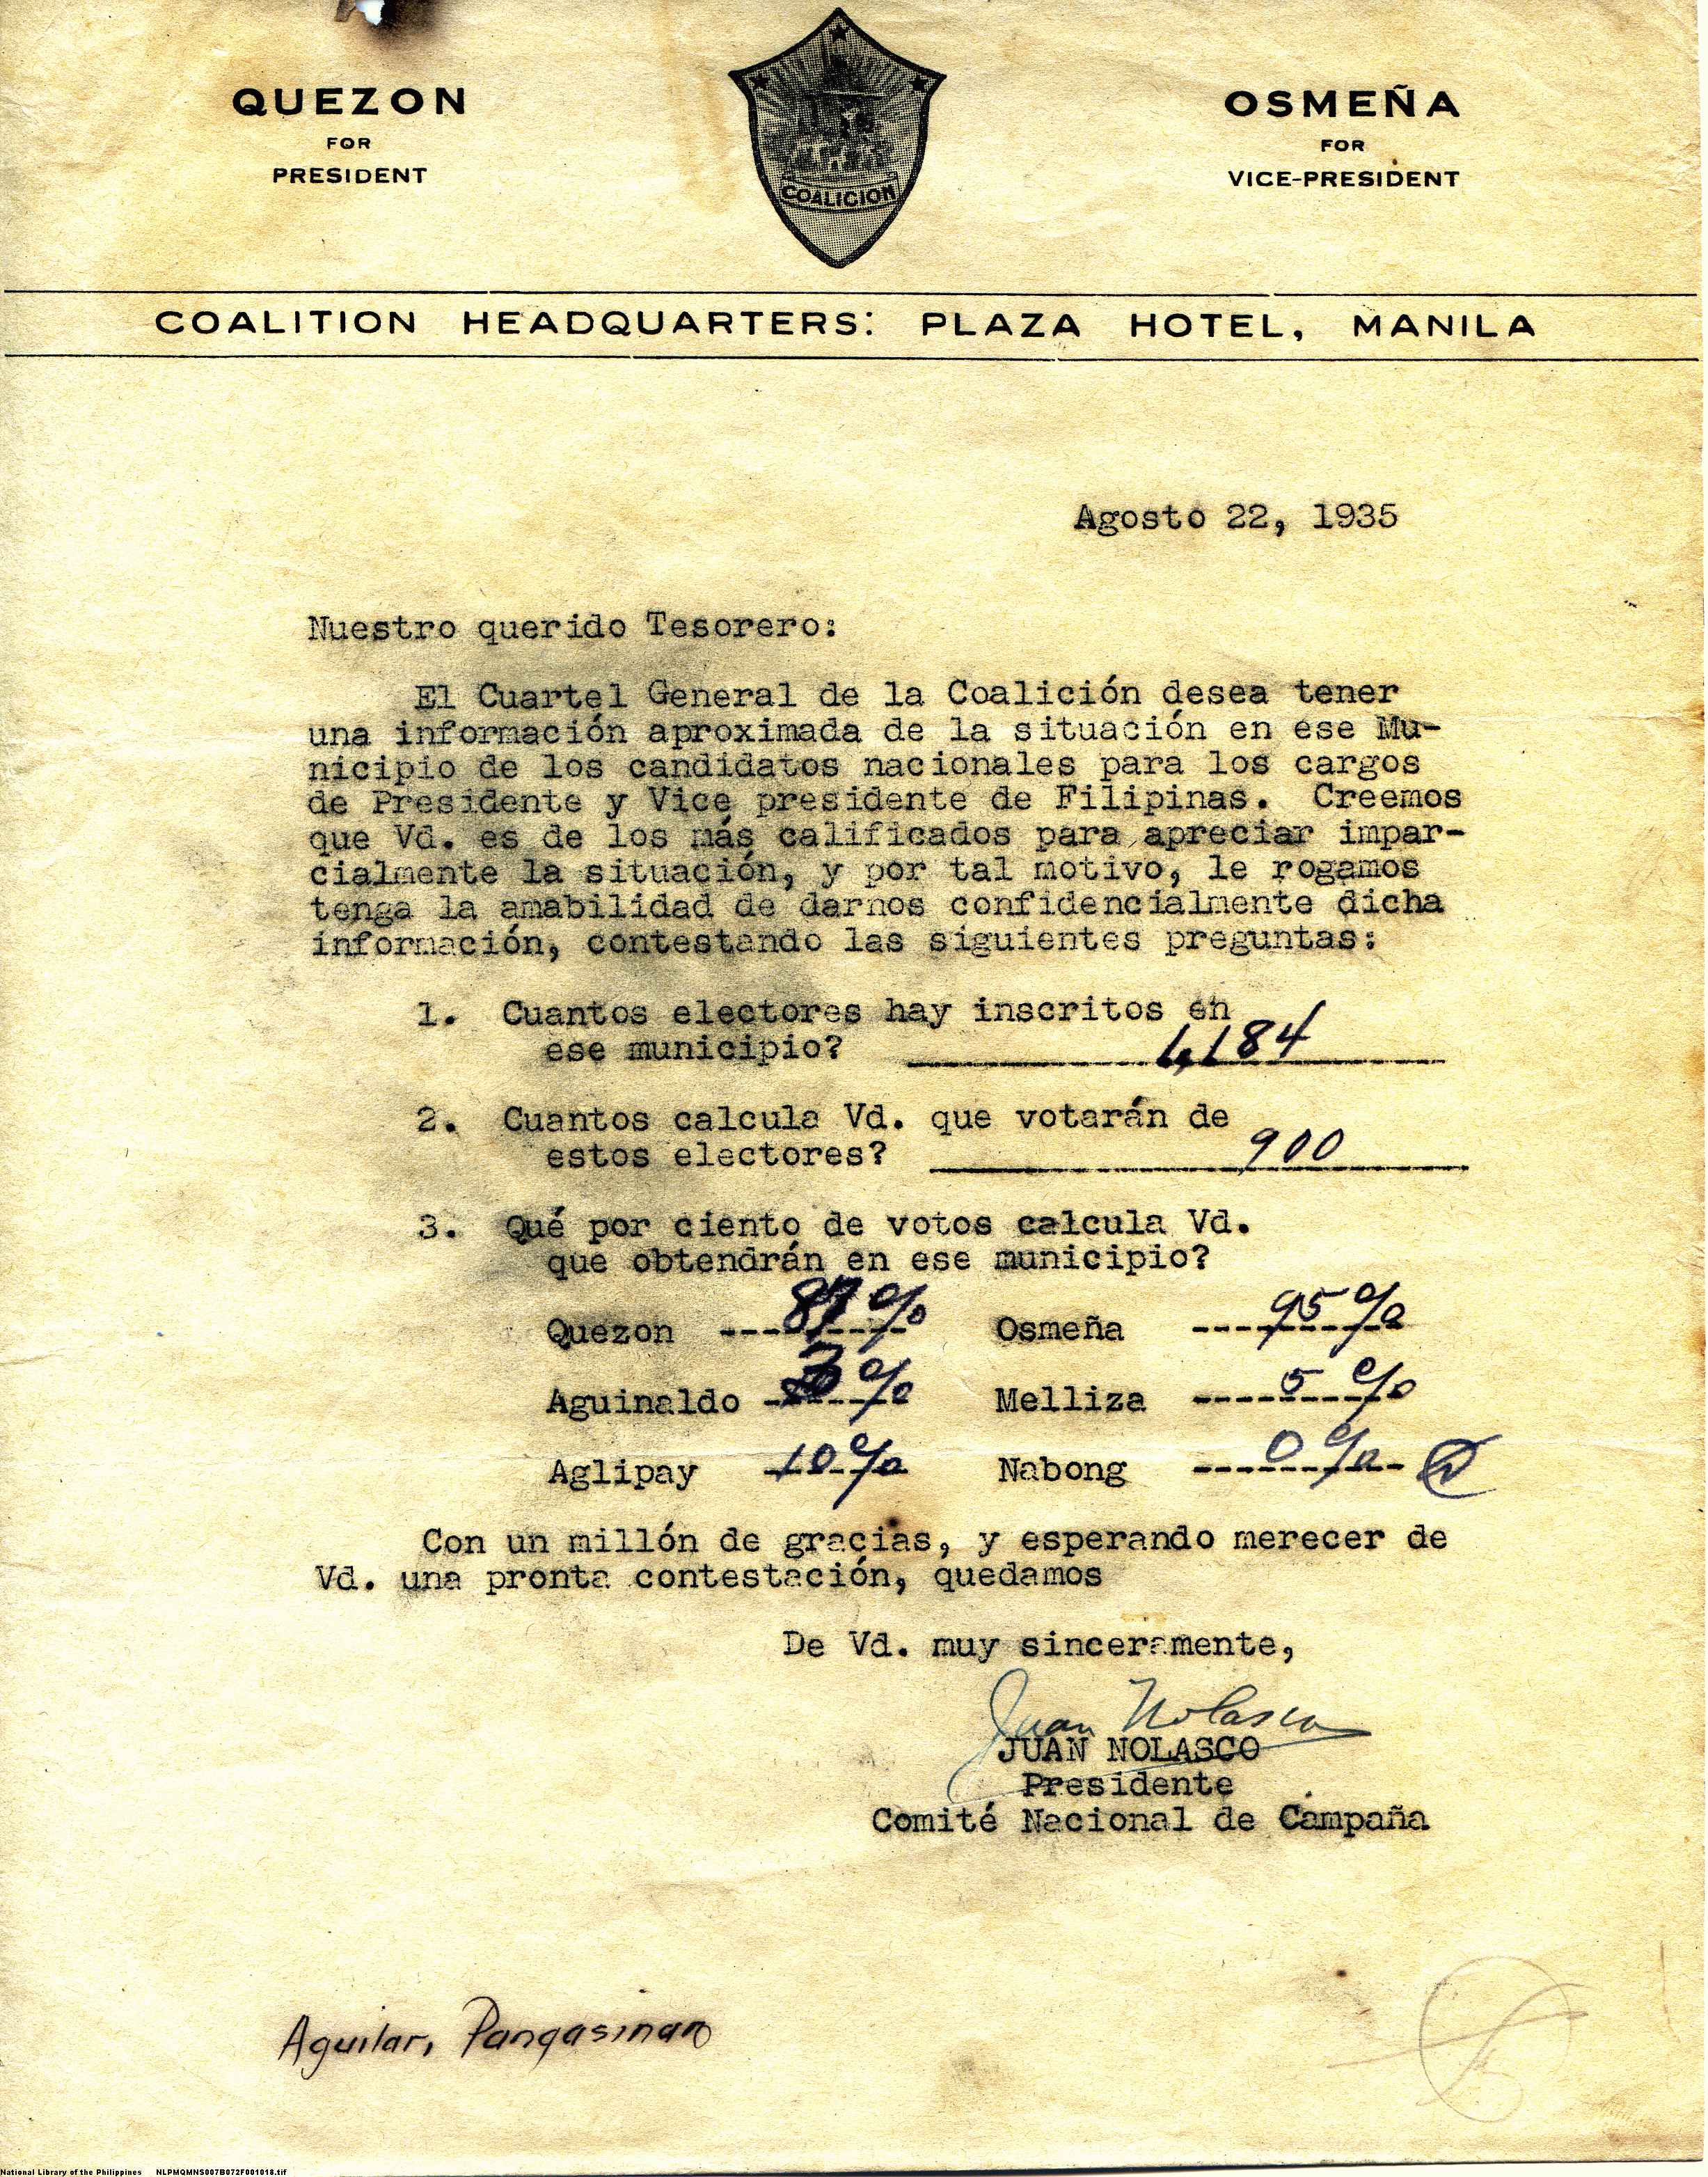 QUEZON
FOR
PRESIDENT
COALICION
OSMEÑA
FOR
VICE-PRESIDENT
COALITION HEADQUARTERS: PLAZA HOTEL, MANILA
Agosto 22, 1935
Nuestro querido Tesorero:
El Cuartel General de la Coalición desea tener
una información aproximada de la situación en ese Mu-
nicipio de los candidatos nacionales para los cargos
de Presidente y Vice presidente de Filipinas. Creemos
que Vd. es de los más calificados para apreciar impar-
cialmente la situación, y por tal motivo, le rogamos
tenga la amabilidad de darnos confidencialmente dicha
información, contestando las siguientes preguntas:
1. Cuantos electores hay inscritos en
ese municipio? 1,184
2. Cuantos calcula Vd. que votarán de
estos electores? 900
3. Qué por ciento de votos calcula Vd.
que obtendrán en ese municipio?
Quezon 87% Osmeña 95%
Aguinaldo 3% Melliza 5%
Aglipay 10% Nabong 0%
Con un millón de gracias, y esperando merecer de
Vd. una pronta contestación, quedamos
De Vd. muy sinceramente,
Juan Nolasco
JUAN NOLASCO
Presidente
Comité Nacional de Campaña
Aguilar, Pangasinan
National Library of the Philippines NLPMQMNS007B072F001018.tif